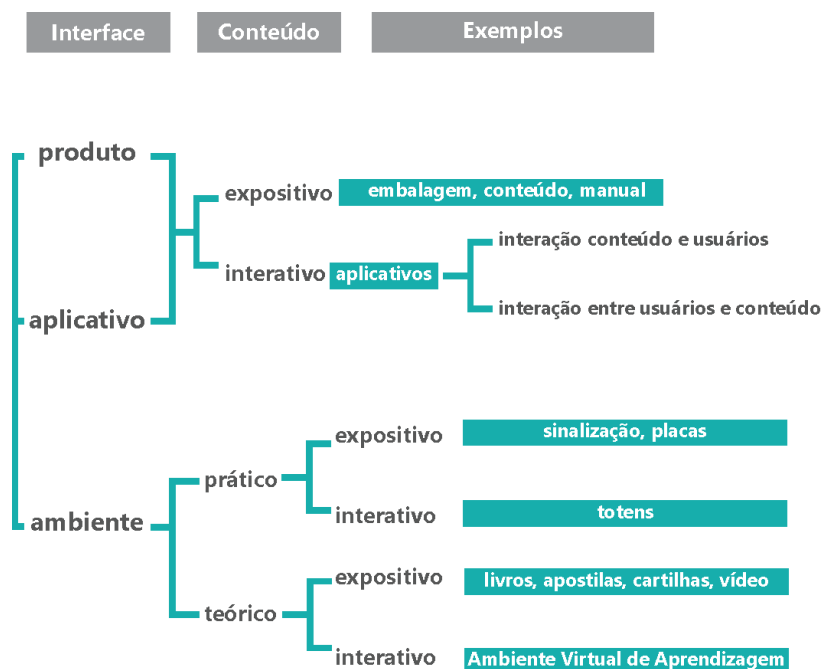 Interface
Conteúdo
Exemplos
produto
expositivo
embalagem, conteúdo, manual
interação conteúdo e usuários
interativo
aplicativos
interação entre usuários e conteúdo
aplicativo
expositivo
sinalização, placas
prático
interativo
totens
ambiente
expositivo
livros, apostilas, cartilhas, vídeo
teórico
interativo
Ambiente Virtual de Aprendizagem